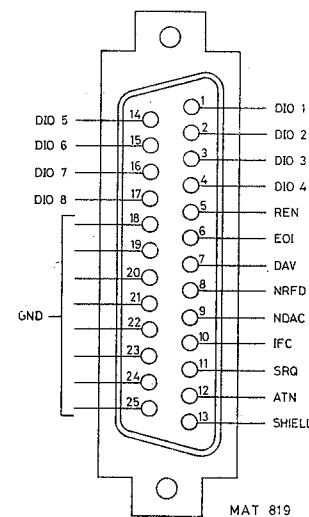 1 DIO 1
DIO 5 14
2 DIO 2
DIO 6 15
3 DIO 3
DIO 7 16
4 DIO 4
DIO 8 17
5 REN
18
6 EOI
19
7 DAV
20
8 NRFD
21
GND
9 NDAC
22
10 IFC
23
11 SRQ
24
12 ATN
25
13 SHIELD
MAT 819